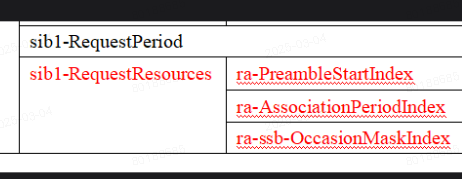 sib1-RequestPeriod
sib1-RequestResources
ra-PreambleStartIndex
ra-AssociationPeriodIndex
ra-ssb-OccasionMaskIndex